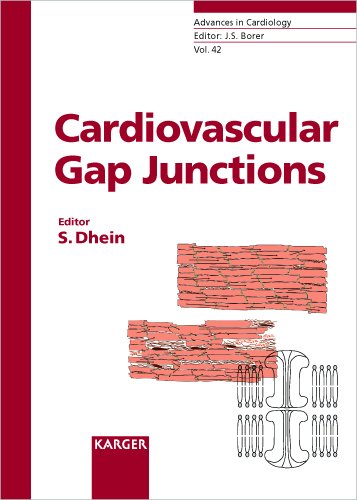 Advances in Cardiology
Editor: J.S. Borer
Vol. 42
Cardiovascular
Gap Junctions
Editor
S. Dhein
KARGER